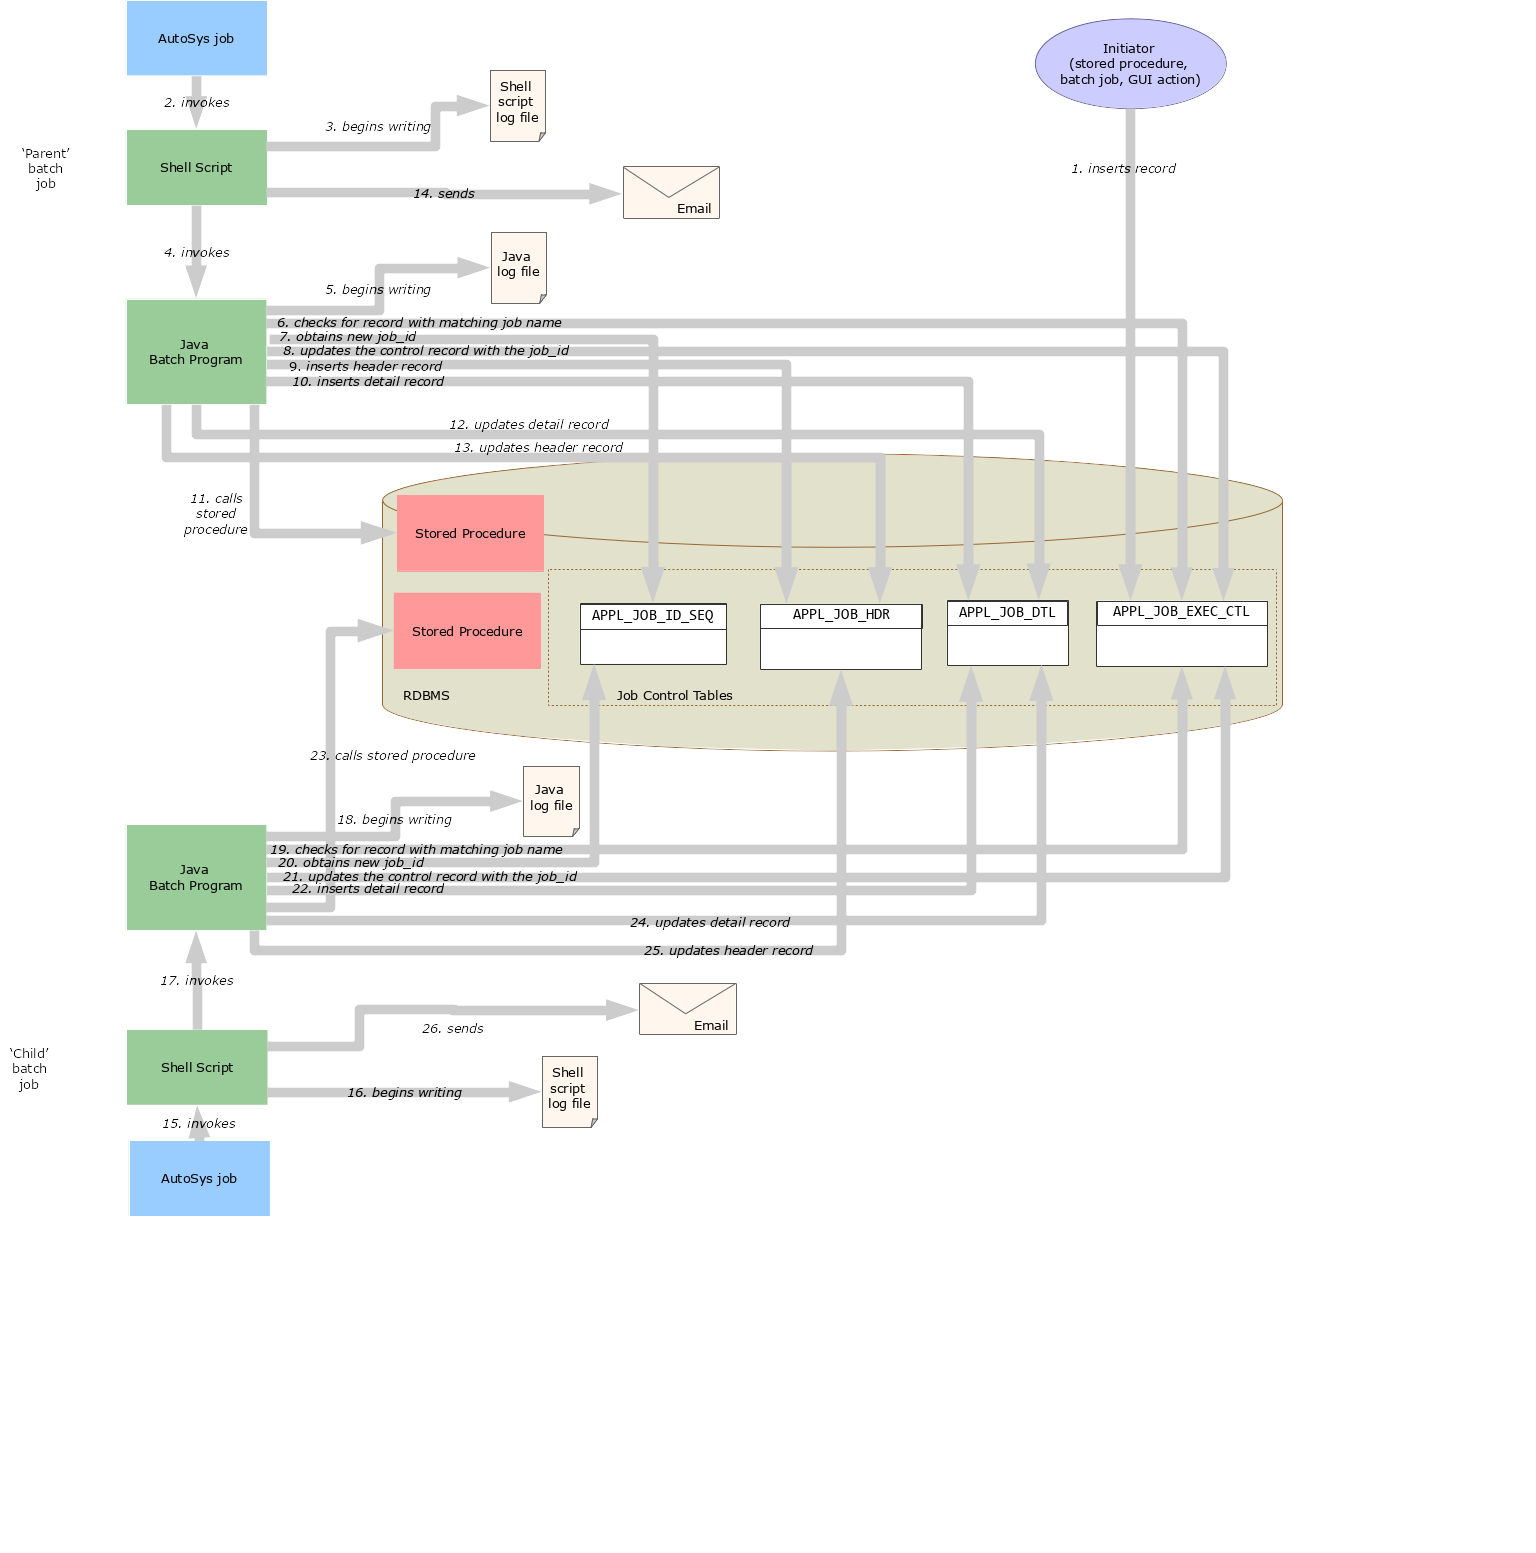 AutoSys job
2. invokes
Initiator
(stored procedure,
batch job, GUI action)
Shell
script
log file
3. begins writing
‘Parent’
batch
job
Shell Script
1. inserts record
14. sends
Email
4. invokes
Java
log file
5. begins writing
Java
Batch Program
6. checks for record with matching job name
7. obtains new job_id
8. updates the control record with the job_id
9. inserts header record
10. inserts detail record
12. updates detail record
13. updates header record
11. calls
stored
procedure
Stored Procedure
Stored Procedure
APPL_JOB_ID_SEQ
APPL_JOB_HDR
APPL_JOB_DTL
APPL_JOB_EXEC_CTL
RDBMS
Job Control Tables
23. calls stored procedure
Java
log file
18. begins writing
Java
Batch Program
19. checks for record with matching job name
20. obtains new job_id
21. updates the control record with the job_id
22. inserts detail record
24. updates detail record
25. updates header record
17. invokes
26. sends
Email
‘Child’
batch
job
Shell Script
16. begins writing
Shell
script
log file
15. invokes
AutoSys job